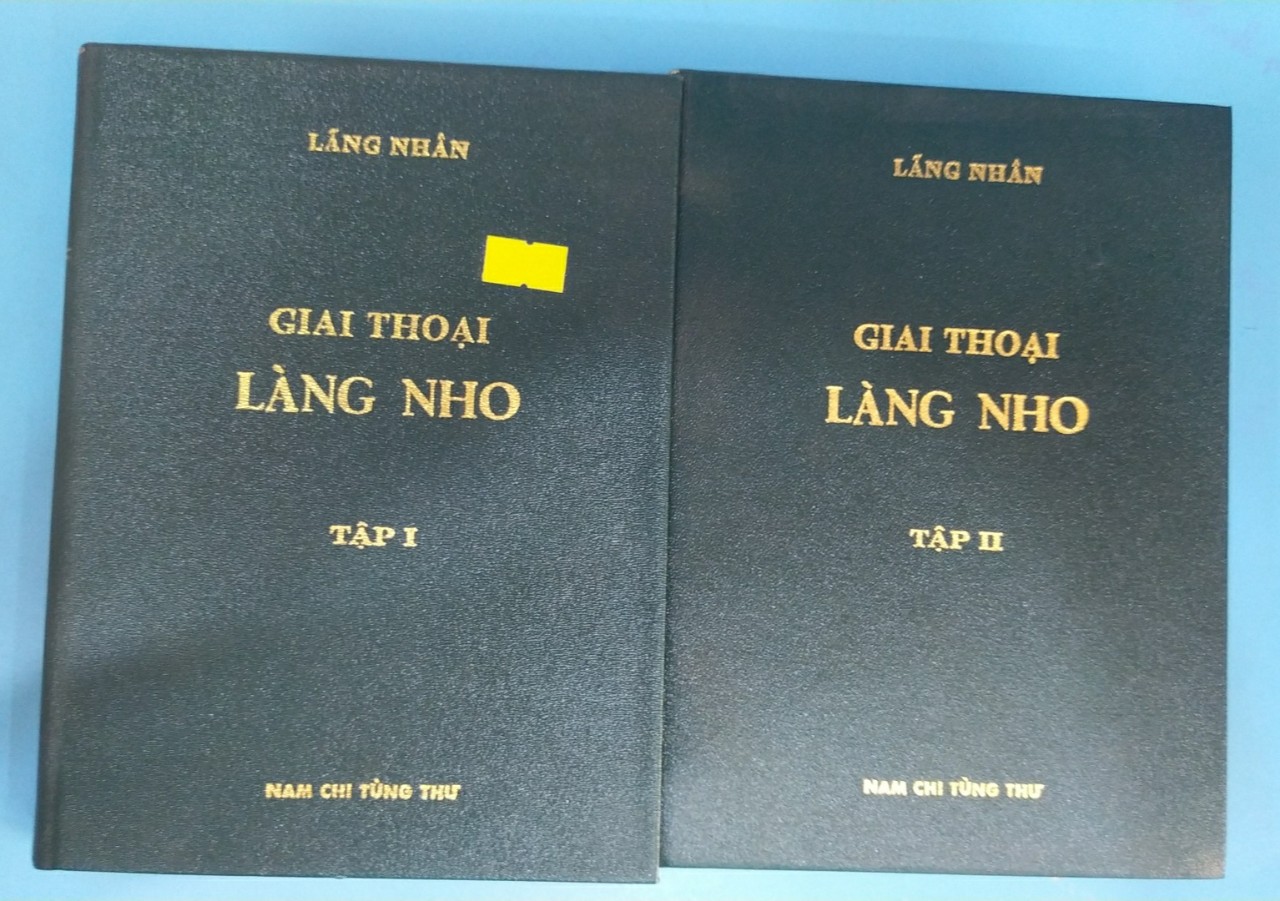 LÃNG NHÂN
GIAI THOẠI
LÀNG NHO
TẬP I
NAM CHI TÙNG THƯ
LÃNG NHÂN
GIAI THOẠI
LÀNG NHO
TẬP II
NAM CHI TÙNG THƯ